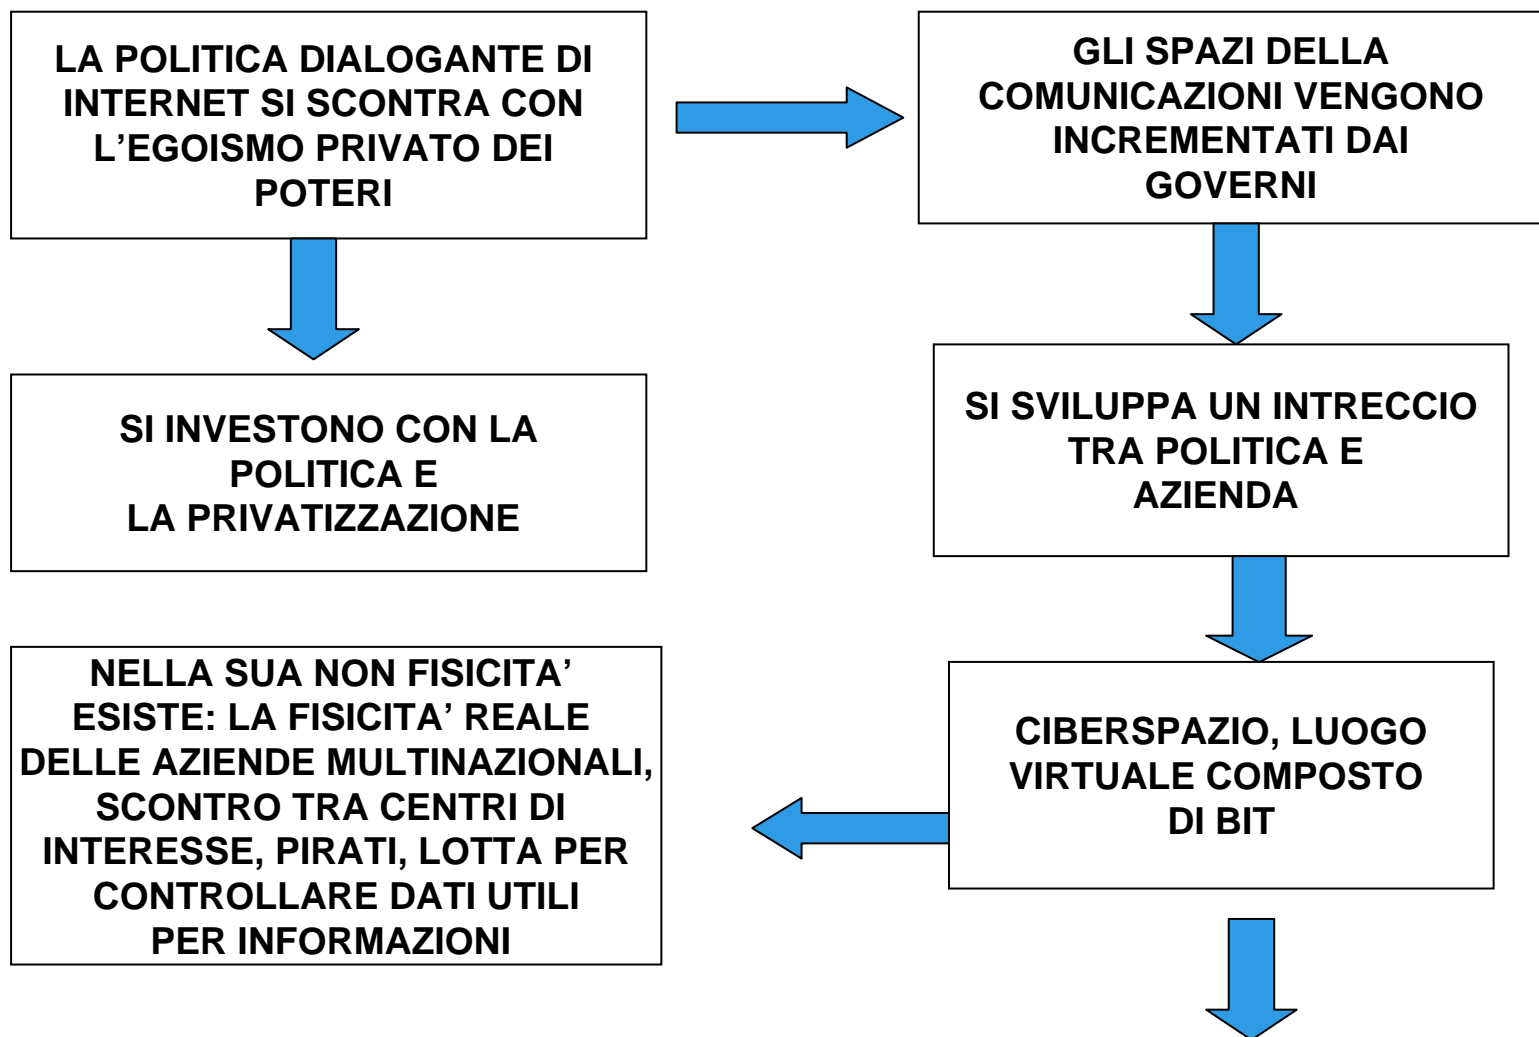 LA POLITICA DIALOGANTE DI
INTERNET SI SCONTRA CON
L’EGOISMO PRIVATO DEI
POTERI
GLI SPAZI DELLA
COMUNICAZIONI VENGONO
INCREMENTATI DAI
GOVERNI
SI INVESTONO CON LA
POLITICA E
LA PRIVATIZZAZIONE
SI SVILUPPA UN INTRECCIO
TRA POLITICA E
AZIENDA
NELLA SUA NON FISICITA’
ESISTE: LA FISICITA’ REALE
DELLE AZIENDE MULTINAZIONALI,
SCONTRO TRA CENTRI DI
INTERESSE, PIRATI, LOTTA PER
CONTROLLARE DATI UTILI
PER INFORMAZIONI
CIBERSPAZIO, LUOGO
VIRTUALE COMPOSTO
DI BIT